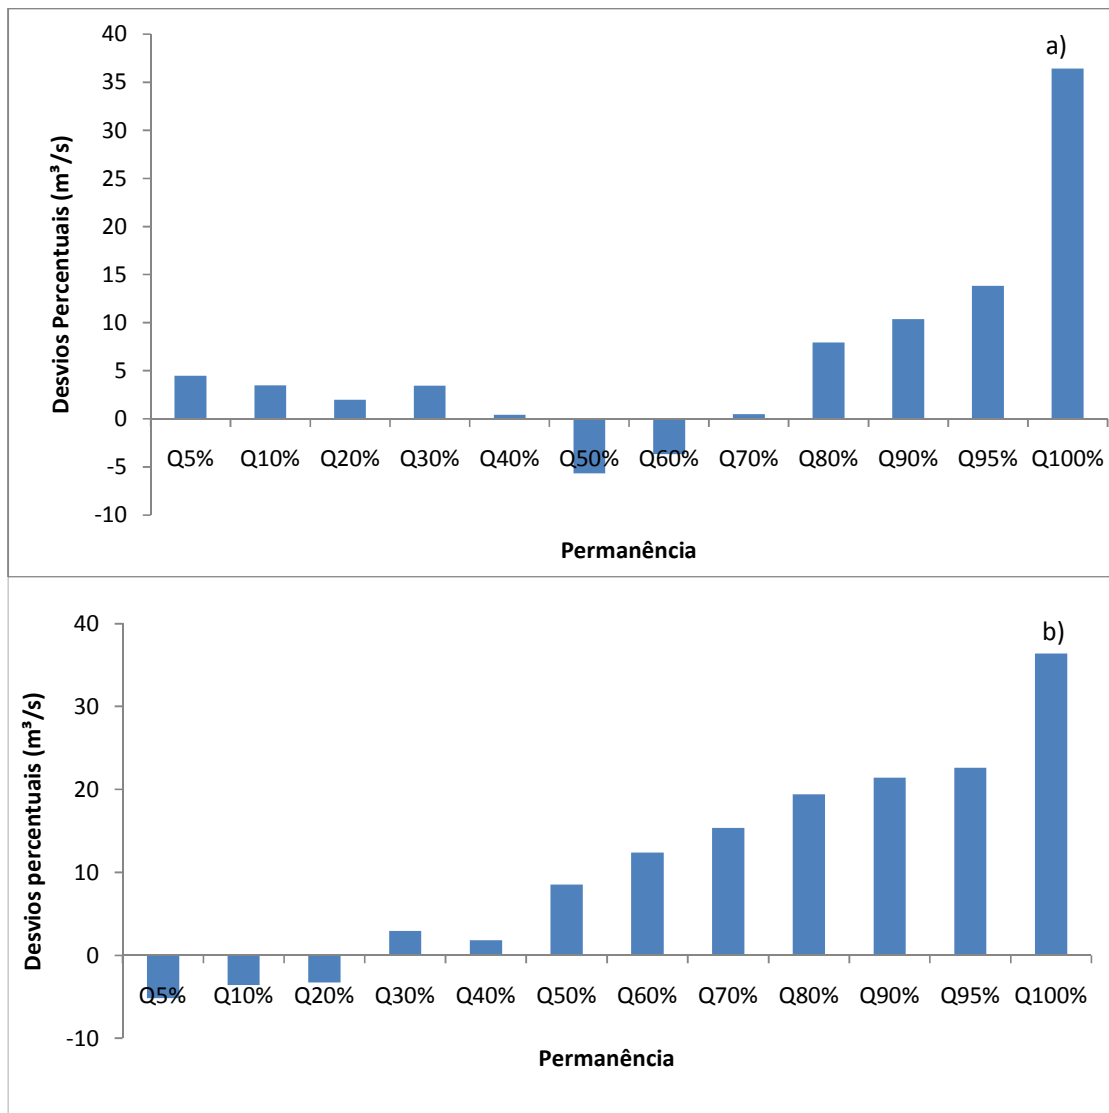 a)
40
35
30
25
20
15
10
5
0
-5
-10
Desvios Percentuais (m³/s)
Q5% Q10% Q20% Q30% Q40% Q50% Q60% Q70% Q80% Q90% Q95% Q100%
Permanência
b)
40
30
20
10
0
-10
Desvios percentuais (m³/s)
Q5% Q10% Q20% Q30% Q40% Q50% Q60% Q70% Q80% Q90% Q95% Q100%
Permanência